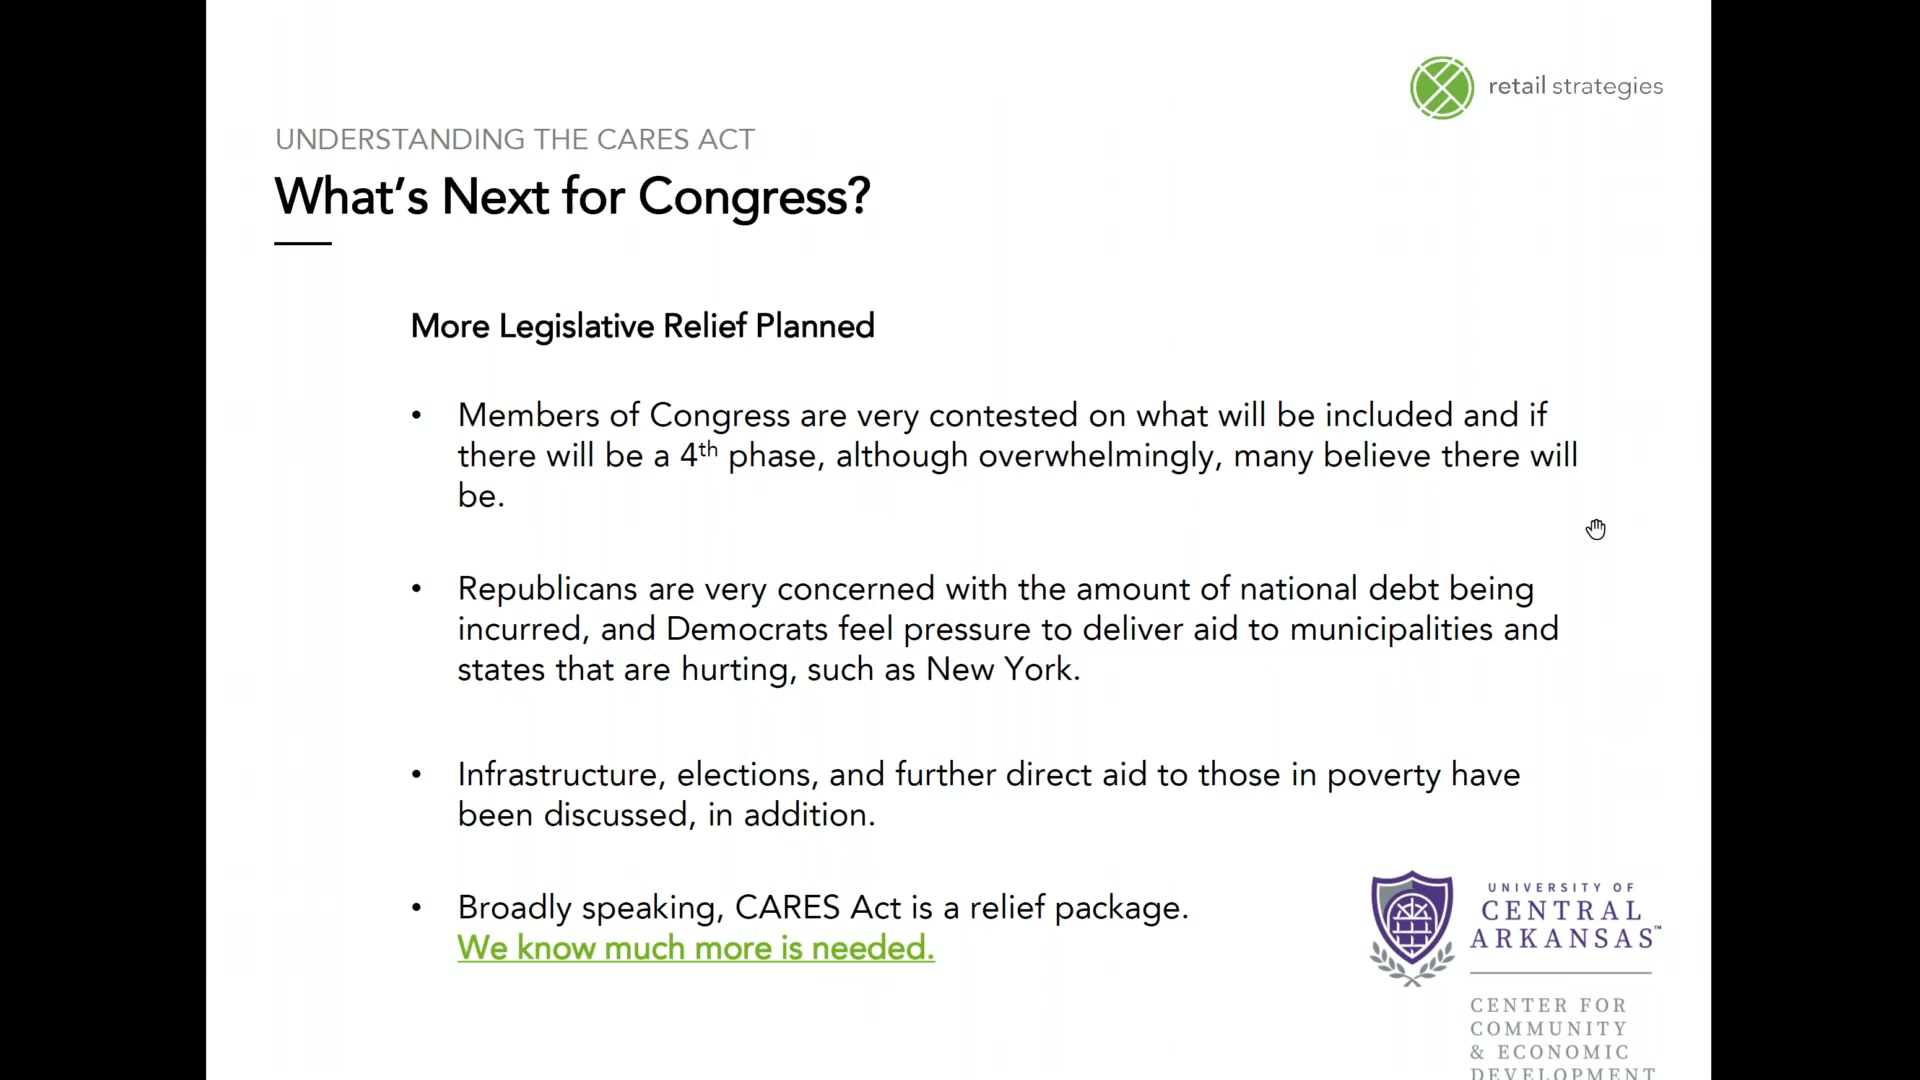 retail strategies
UNDERSTANDING THE CARES ACT
What's Next for Congress?
More Legislative Relief Planned
• Members of Congress are very contested on what will be included and if
there will be a 4th phase, although overwhelmingly, many believe there will
be.
• Republicans are very concerned with the amount of national debt being
incurred, and Democrats feel pressure to deliver aid to municipalities and
states that are hurting, such as New York.
• Infrastructure, elections, and further direct aid to those in poverty have
been discussed, in addition.
• Broadly speaking, CARES Act is a relief package.
We know much more is needed.
UNIVERSITY OF
CENTRAL
ARKANSAS™
CENTER FOR
COMMUNITY
& ECONOMIC
DEVELOPMENT